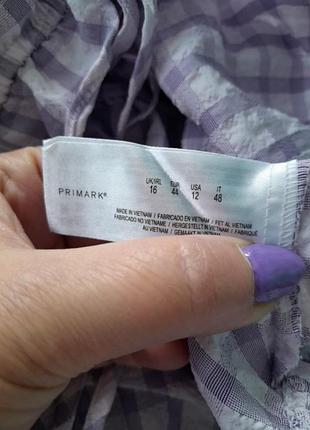 PRIMARK®
UK/IRL EUR USA IT
16 44 12 48
MADE IN VIETNAM / FABRICADO EN VIETNAM / FET AL VIETNAM
FABRICADO NO VIETNAME / HERGESTELLT IN VIETNAM / FABRIQUÉ
AU VIETNAM / GEMAAKT IN VIETNAM /